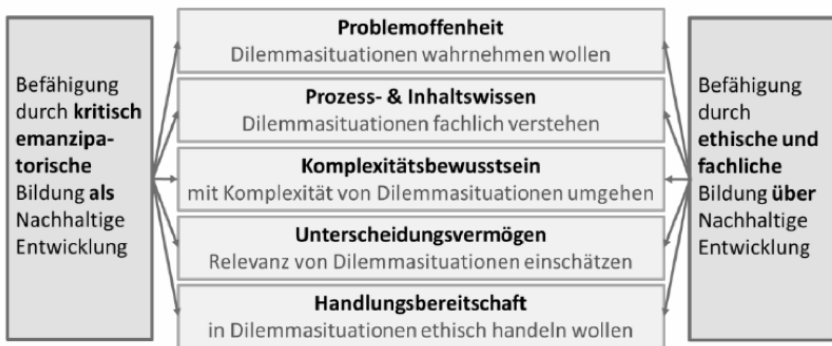 Befähigung
durch kritisch
emanzipa-
torische
Bildung als
Nachhaltige
Entwicklung
Problemoffenheit
Dilemmasituationen wahrnehmen wollen
Prozess- & Inhaltswissen
Dilemmasituationen fachlich verstehen
Komplexitätsbewusstsein
mit Komplexität von Dilemmasituationen umgehen
Unterscheidungsvermögen
Relevanz von Dilemmasituationen einschätzen
Handlungsbereitschaft
in Dilemmasituationen ethisch handeln wollen
Befähigung
durch
ethische und
fachliche
Bildung über
Nachhaltige
Entwicklung